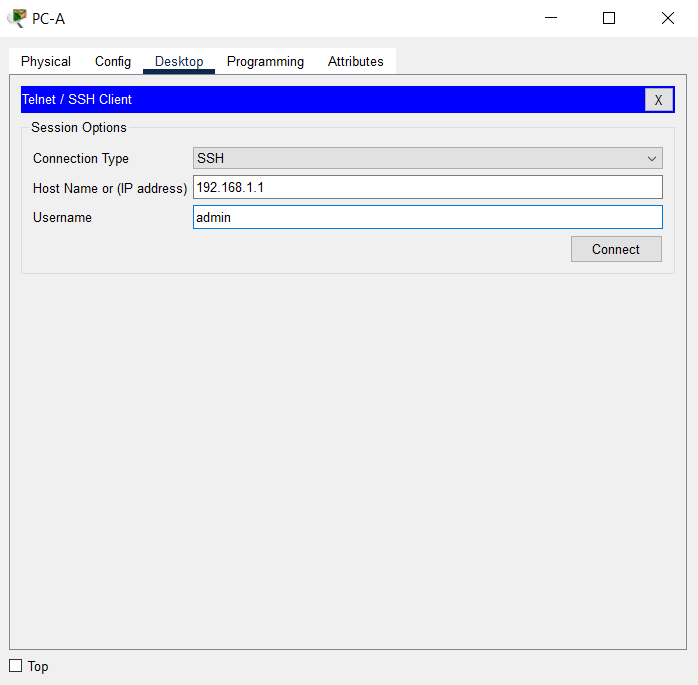 PC-A
Physical Config Desktop Programming Attributes
Telnet / SSH Client X
Session Options
Connection Type SSH
Host Name or (IP address) 192.168.1.1
Username admin
Connect
Top